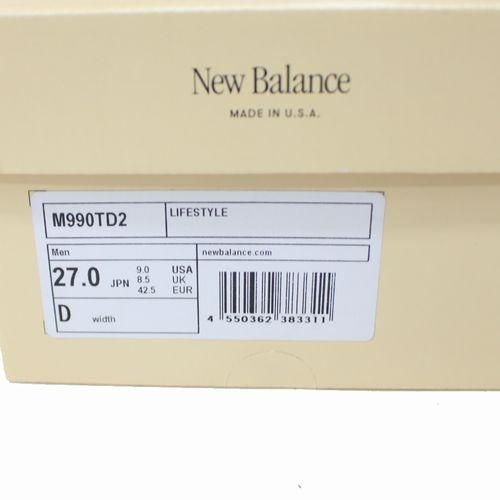 New Balance
MADE IN U.S.A.
M990TD2 LIFESTYLE
Men newbalance.com
27.0 JPN 9.0 USA
8.5 UK
42.5 EUR
D width
4 550362 383311